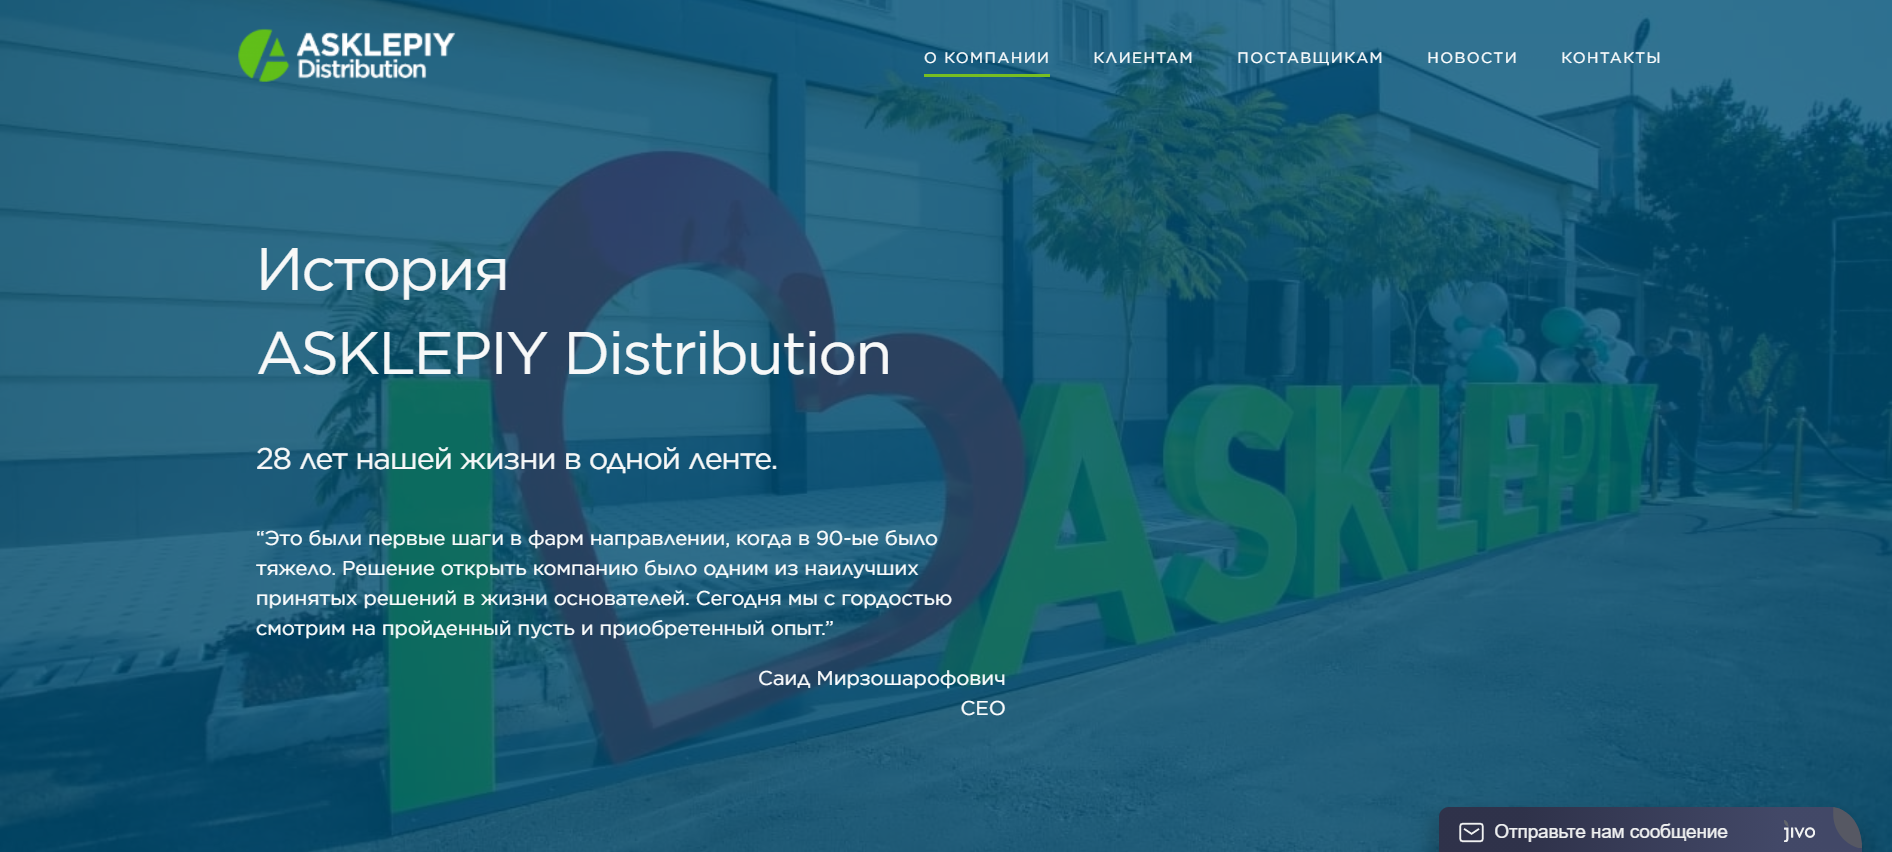 ASKLEPIY
Distribution
О КОМПАНИИ КЛИЕНТАМ ПОСТАВЩИКАМ НОВОСТИ КОНТАКТЫ
История
ASKLEPIY Distribution
28 лет нашей жизни в одной ленте.
“Это были первые шаги в фарм направлении, когда в 90-ые было
тяжело. Решение открыть компанию было одним из наилучших
принятых решений в жизни основателей. Сегодня мы с гордостью
смотрим на пройденный пусть и приобретенный опыт.”
Саид Мирзошарофович
CEO
I ASKLEPIY
Отправьте нам сообщение jivo